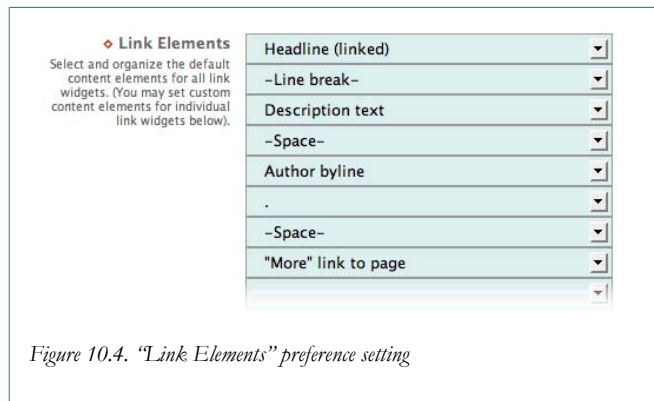 Link Elements
Select and organize the default
content elements for all link
widgets. (You may set custom
content elements for individual
link widgets below).
Headline (linked)
–Line break–
Description text
–Space–
Author byline
.
–Space–
"More" link to page
Figure 10.4. “Link Elements” preference setting